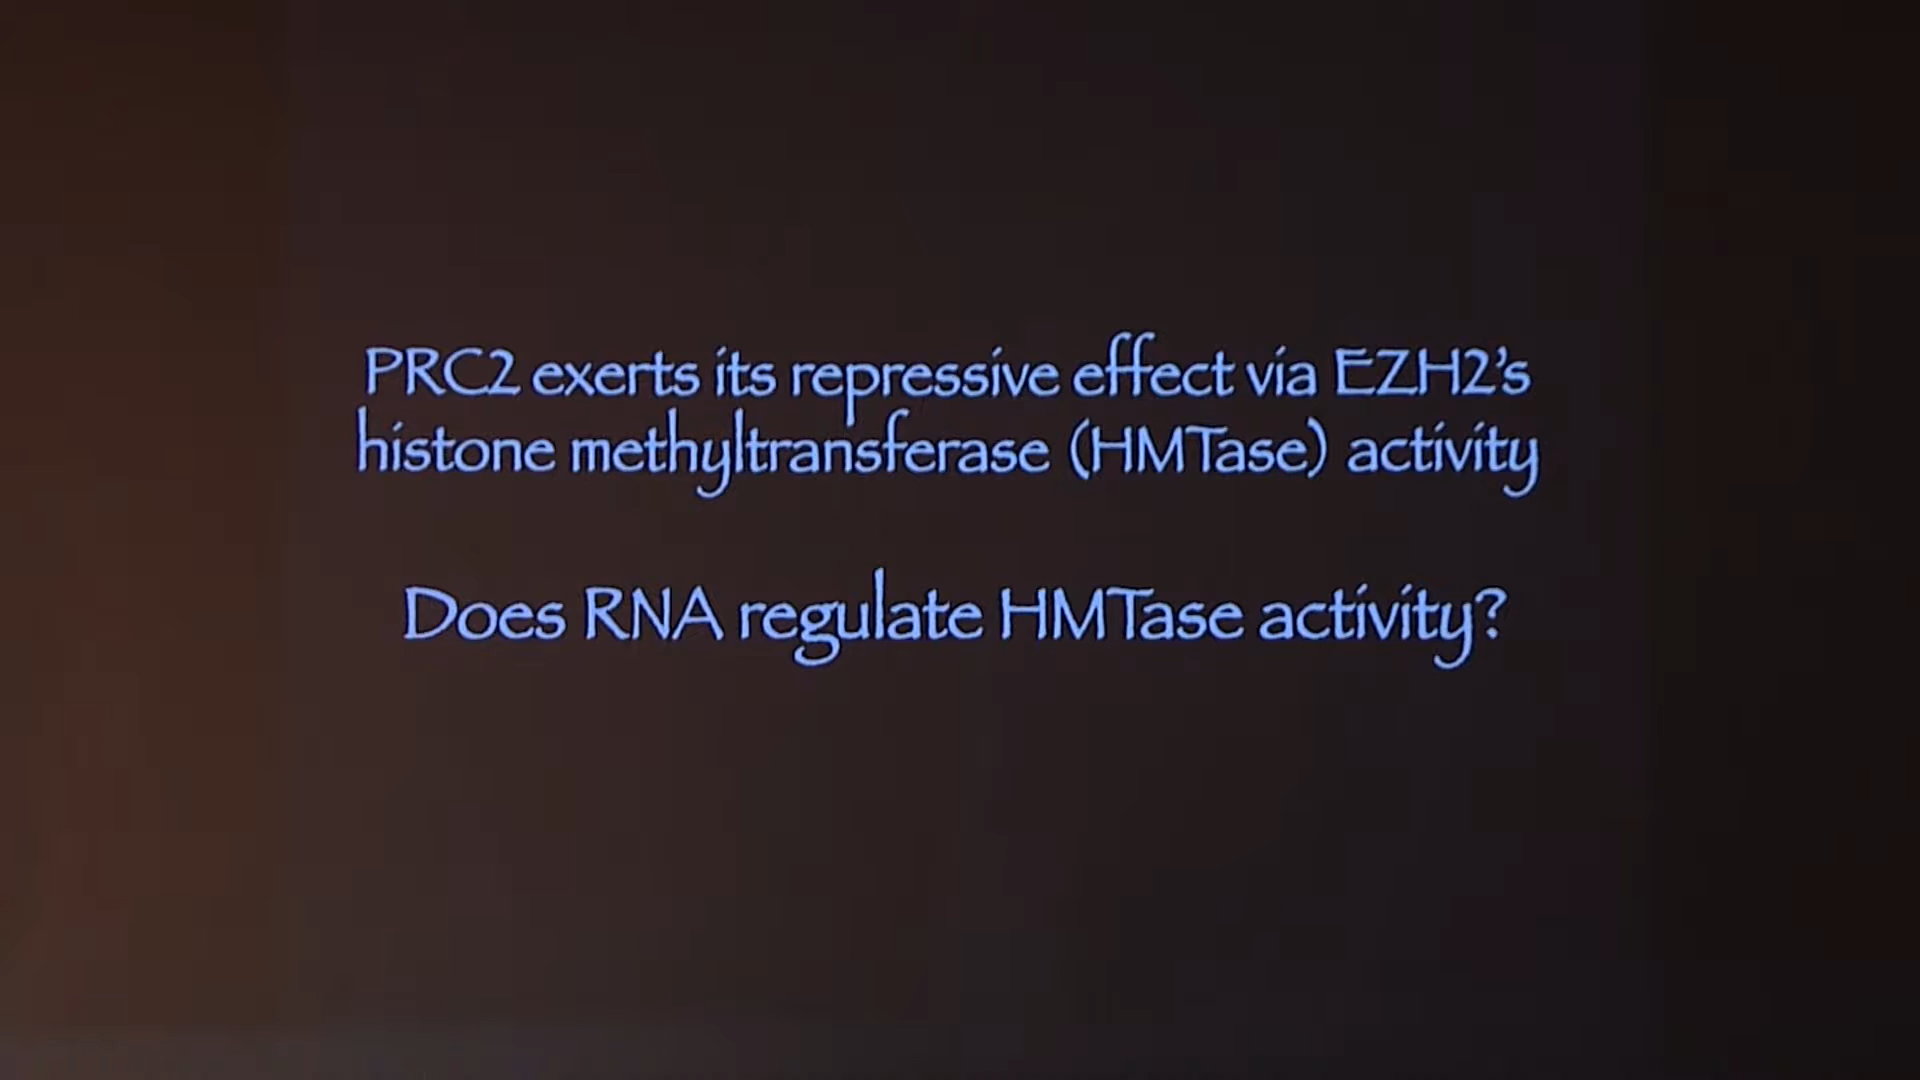 PRC2 exerts its repressive effect via EZH2's
histone methyltransferase (HMTase) activity
Does RNA regulate HMTase activity?